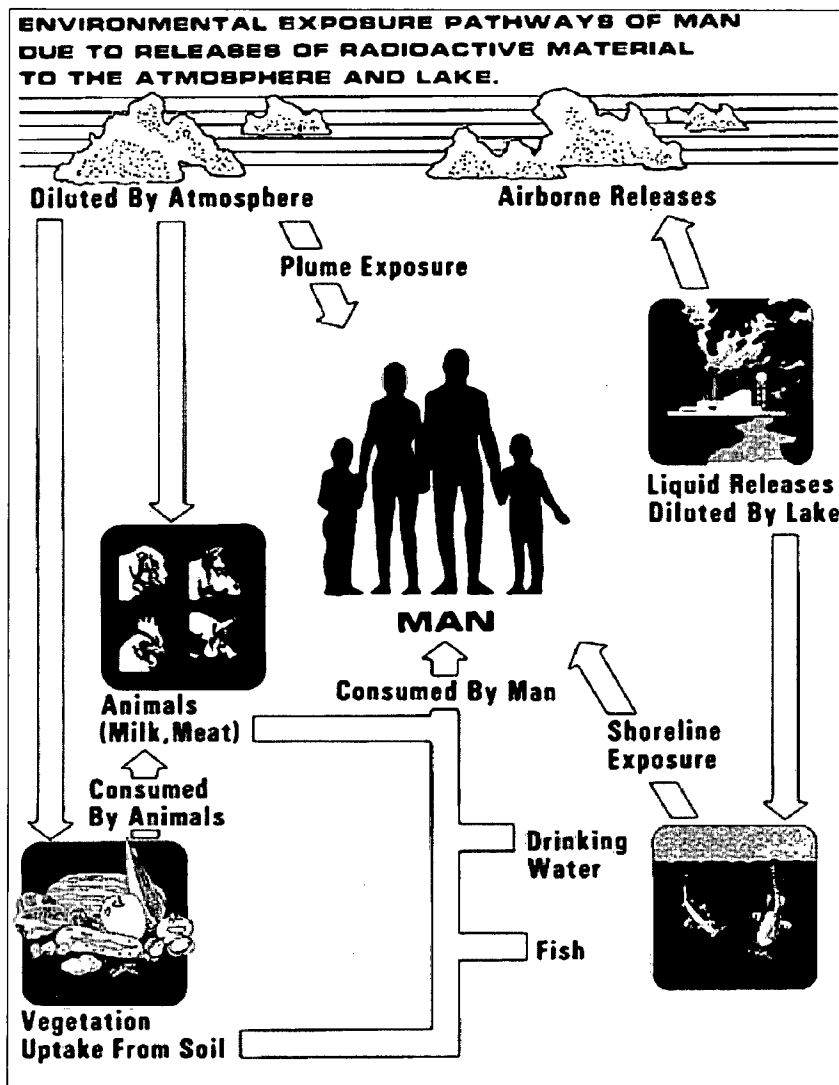 ENVIRONMENTAL EXPOSURE PATHWAYS OF MAN
DUE TO RELEASES OF RADIOACTIVE MATERIAL
TO THE ATMOSPHERE AND LAKE.
Diluted By Atmosphere
Airborne Releases
Plume Exposure
Liquid Releases
Diluted By Lake
MAN
Consumed By Man
Animals
(Milk,Meat)
Shoreline
Exposure
Consumed
By Animals
Drinking
Water
Fish
Vegetation
Uptake From Soil